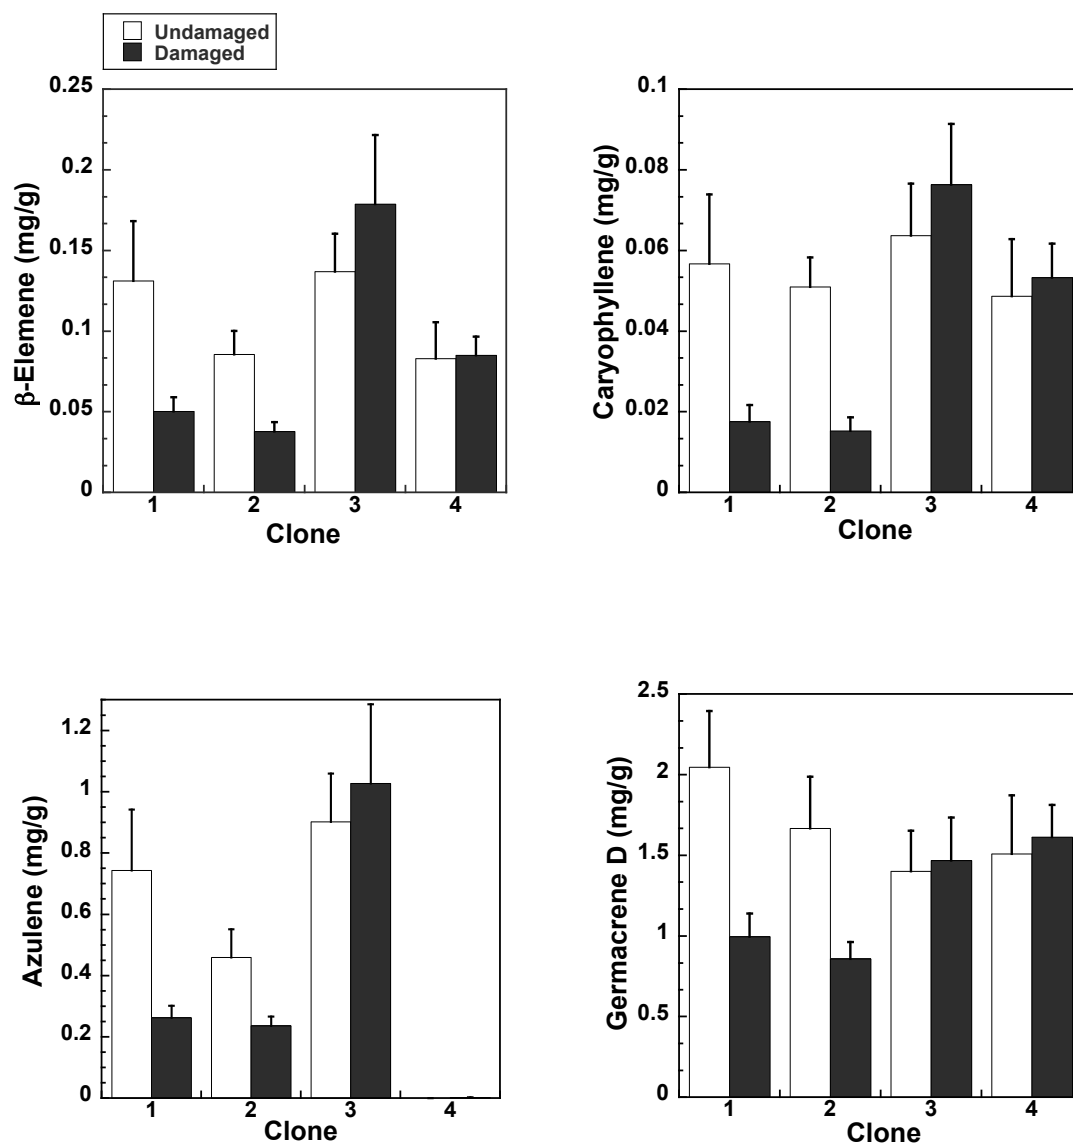 Undamaged
Damaged
0.25
0.2
0.15
0.1
0.05
0
β-Elemene (mg/g)
1 2 3 4
Clone
0.1
0.08
0.06
0.04
0.02
0
Caryophyllene (mg/g)
1 2 3 4
Clone
1.2
1
0.8
0.6
0.4
0.2
0
Azulene (mg/g)
1 2 3 4
Clone
2.5
2
1.5
1
0.5
0
Germacrene D (mg/g)
1 2 3 4
Clone